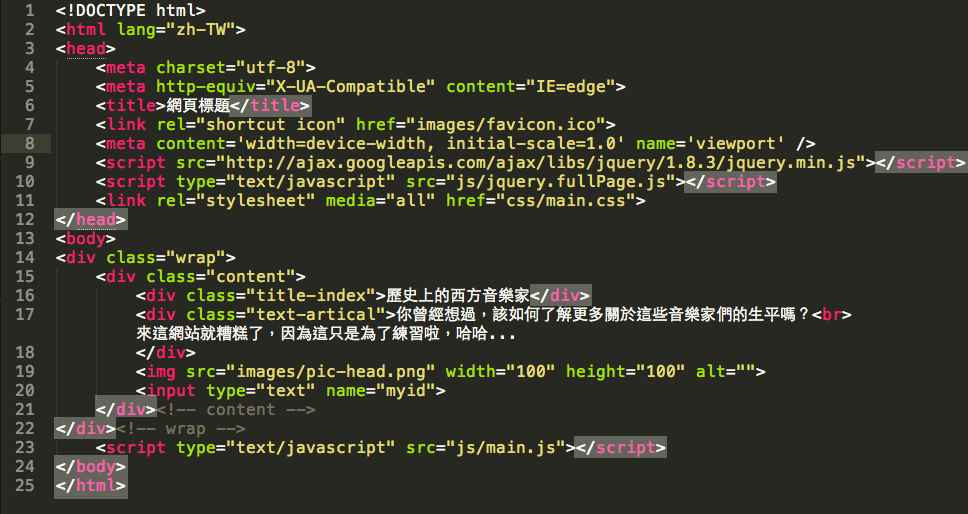 1 <!DOCTYPE html>
2 <html lang="zh-TW">
3 <head>
4     <meta charset="utf-8">
5     <meta http-equiv="X-UA-Compatible" content="IE=edge">
6     <title>網頁標題</title>
7     <link rel="shortcut icon" href="images/favicon.ico">
8     <meta content='width=device-width, initial-scale=1.0' name='viewport' />
9     <script src="http://ajax.googleapis.com/ajax/libs/jquery/1.8.3/jquery.min.js"></script>
10     <script type="text/javascript" src="js/jquery.fullPage.js"></script>
11     <link rel="stylesheet" media="all" href="css/main.css">
12 </head>
13 <body>
14 <div class="wrap">
15     <div class="content">
16         <div class="title-index">歷史上的西方音樂家</div>
17         <div class="text-artical">你曾經想過，該如何了解更多關於這些音樂家們的生平嗎？<br>
        來這網站就糟糕了，因為這只是為了練習啦，哈哈...
18         </div>
19         <img src="images/pic-head.png" width="100" height="100" alt="">
20         <input type="text" name="myid">
21     </div><!-- content -->
22 </div><!-- wrap -->
23     <script type="text/javascript" src="js/main.js"></script>
24 </body>
25 </html>